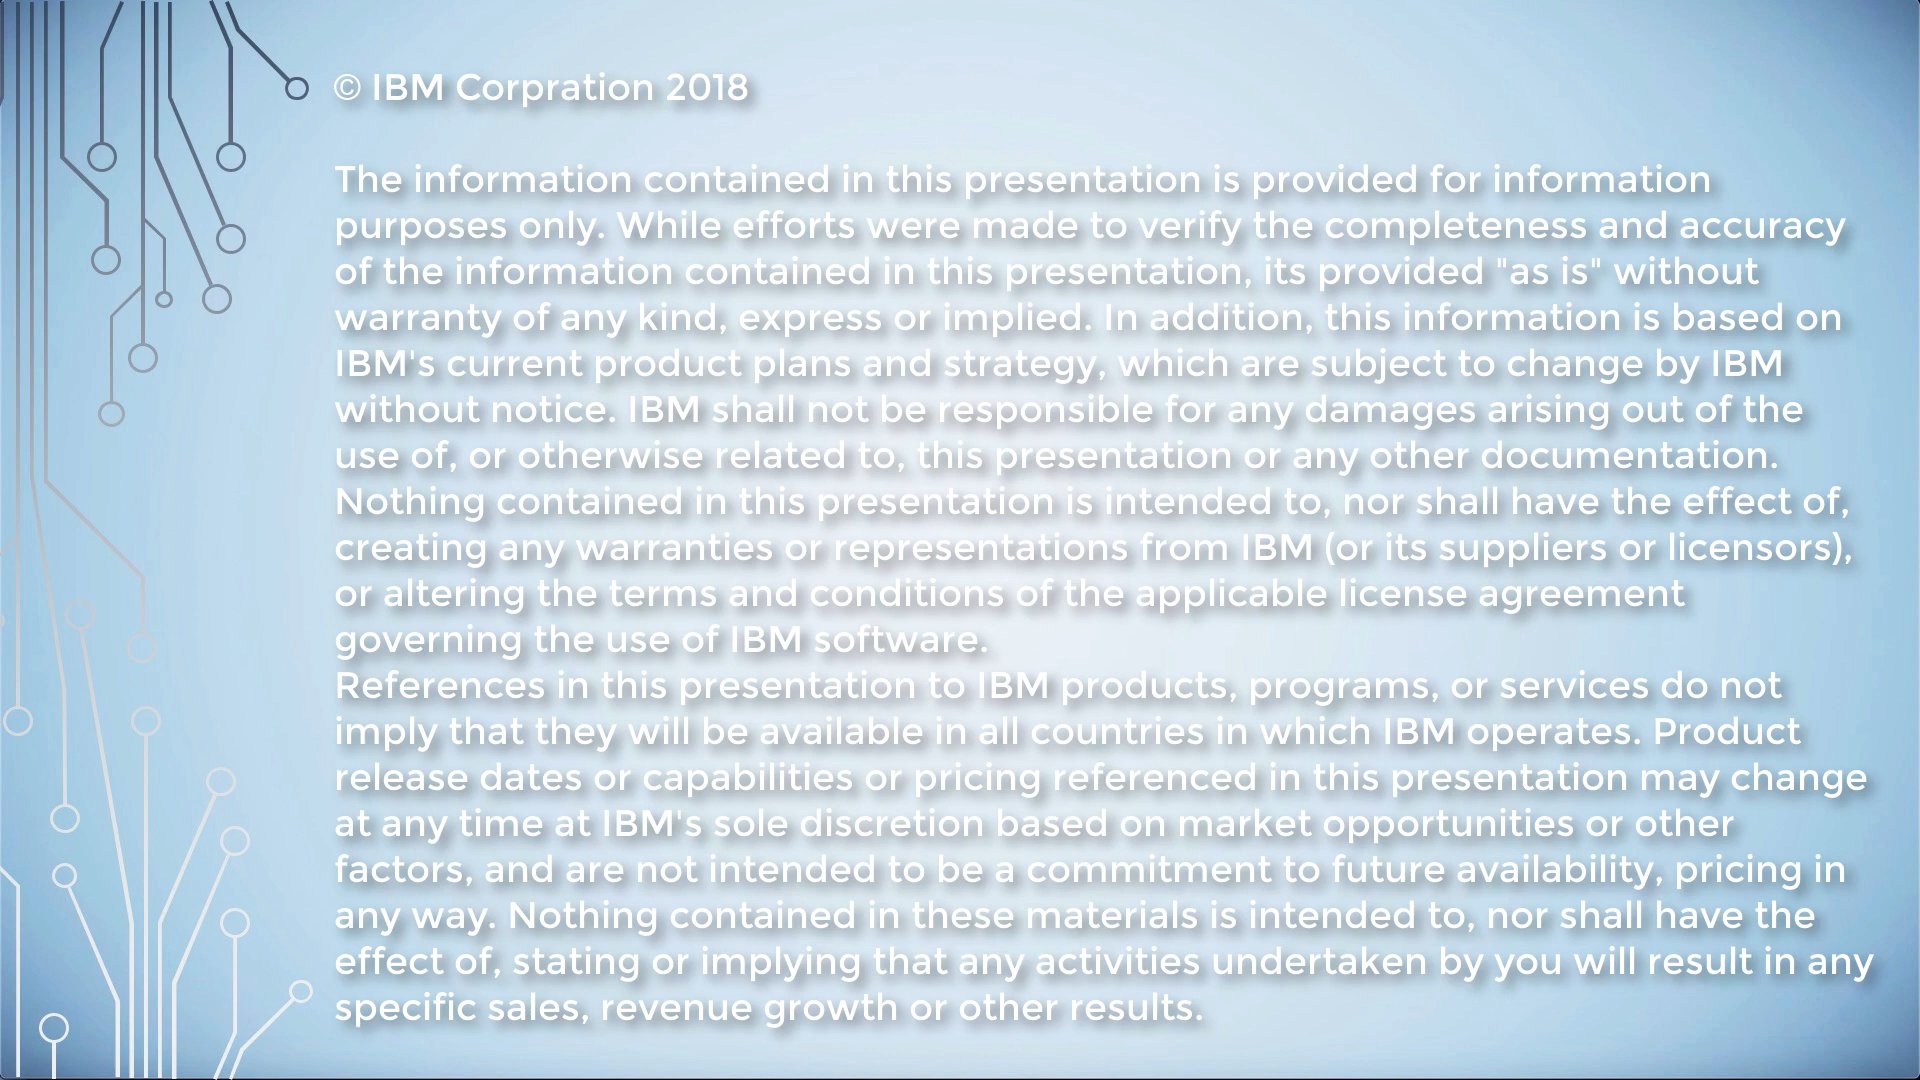 © IBM Corpration 2018
The information contained in this presentation is provided for information
purposes only. While efforts were made to verify the completeness and accuracy
of the information contained in this presentation, its provided "as is" without
warranty of any kind, express or implied. In addition, this information is based on
IBM's current product plans and strategy, which are subject to change by IBM
without notice. IBM shall not be responsible for any damages arising out of the
use of, or otherwise related to, this presentation or any other documentation.
Nothing contained in this presentation is intended to, nor shall have the effect of,
creating any warranties or representations from IBM (or its suppliers or licensors),
or altering the terms and conditions of the applicable license agreement
governing the use of IBM software.
References in this presentation to IBM products, programs, or services do not
imply that they will be available in all countries in which IBM operates. Product
release dates or capabilities or pricing referenced in this presentation may change
at any time at IBM's sole discretion based on market opportunities or other
factors, and are not intended to be a commitment to future availability, pricing in
any way. Nothing contained in these materials is intended to, nor shall have the
effect of, stating or implying that any activities undertaken by you will result in any
specific sales, revenue growth or other results.